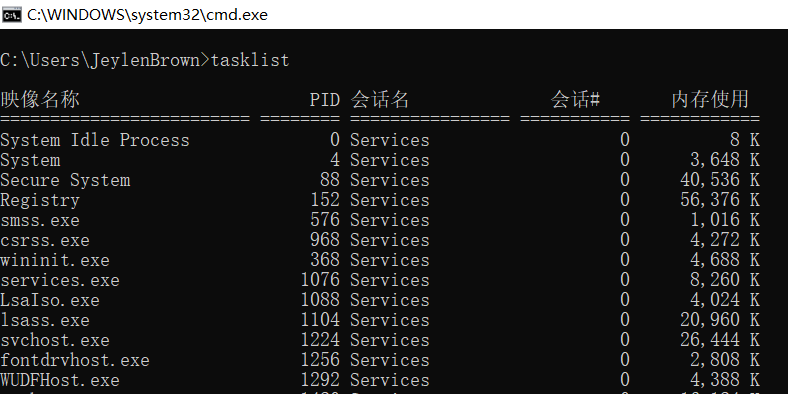 C:\WINDOWS\system32\cmd.exe
C:\Users\JeylenBrown>tasklist
映像名称                       PID 会话名              会话#       内存使用
========================= ======== ================ =========== ============
System Idle Process              0 Services                   0          8 K
System                           4 Services                   0      3,648 K
Secure System                   88 Services                   0     40,536 K
Registry                       152 Services                   0     56,376 K
smss.exe                       576 Services                   0      1,016 K
csrss.exe                      968 Services                   0      4,272 K
wininit.exe                    368 Services                   0      4,688 K
services.exe                  1076 Services                   0      8,260 K
LsaIso.exe                    1088 Services                   0      4,024 K
lsass.exe                     1104 Services                   0     20,960 K
svchost.exe                   1224 Services                   0     26,444 K
fontdrvhost.exe               1256 Services                   0      2,808 K
WUDFHost.exe                  1292 Services                   0      4,388 K